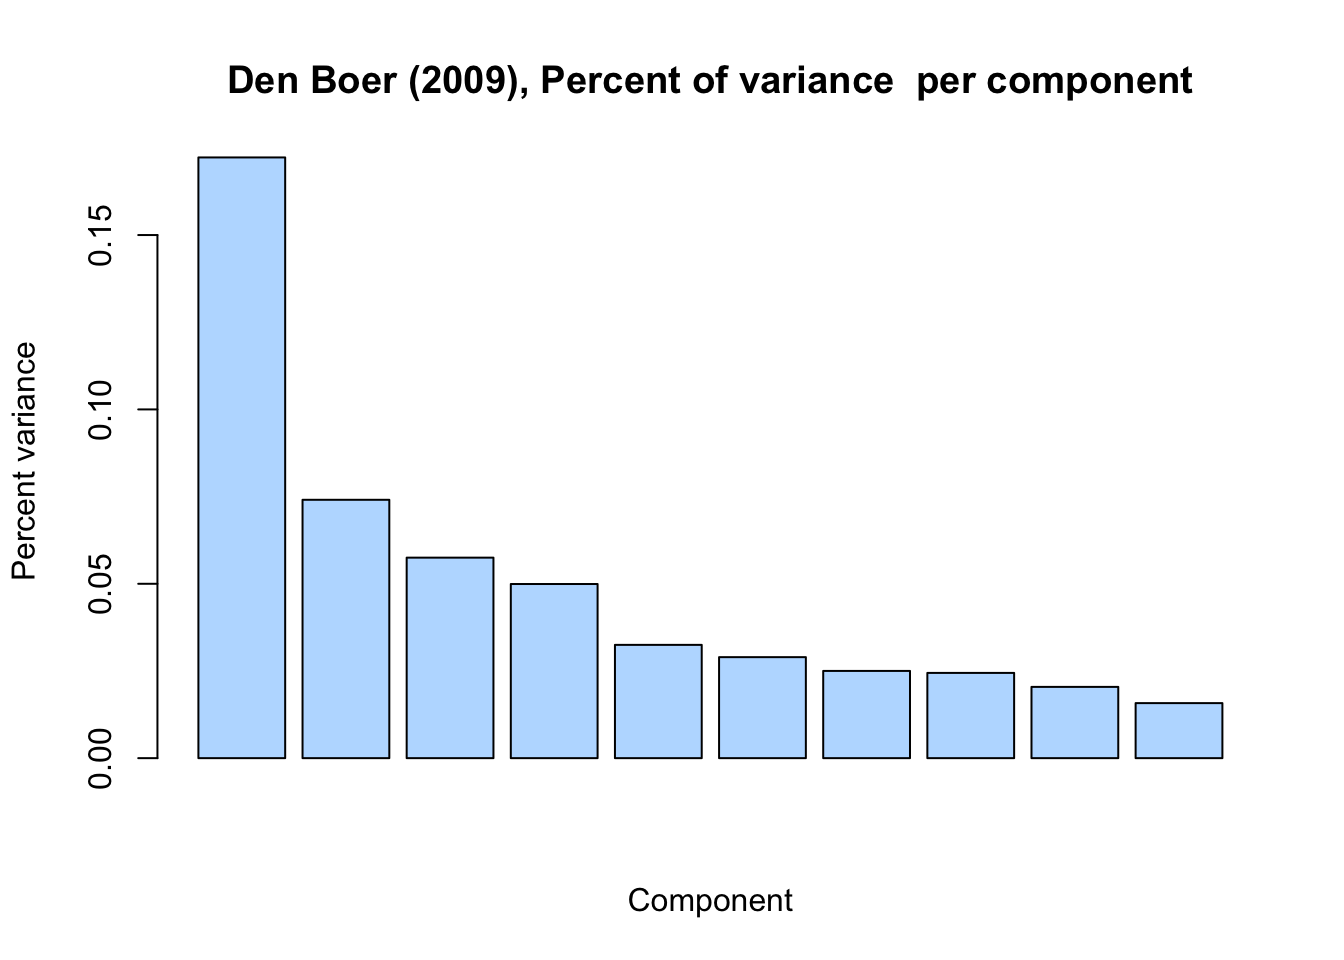 Den Boer (2009), Percent of variance  per component
Percent variance
0.15
0.10
0.05
0.00
Component